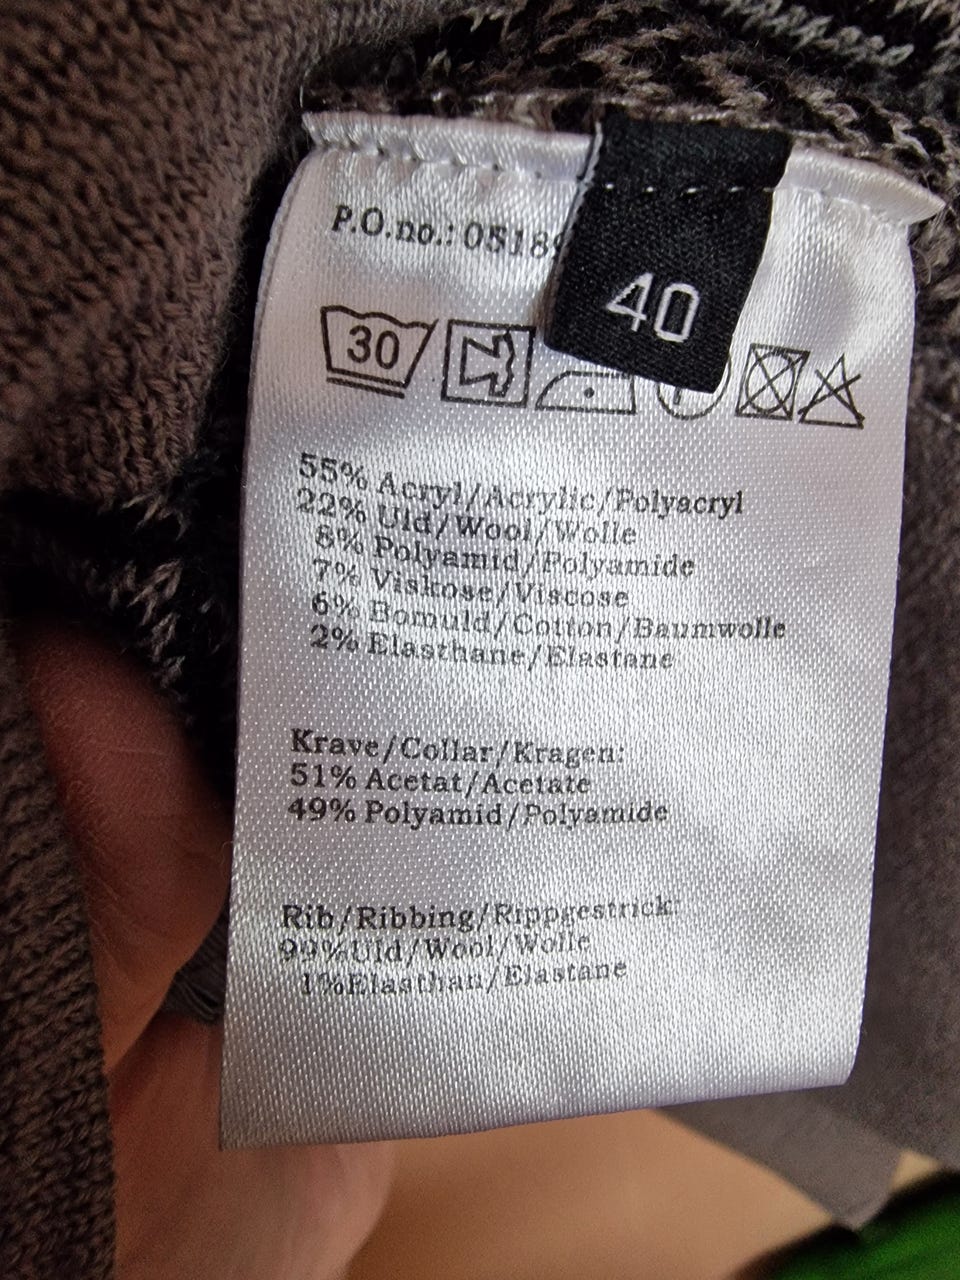 P.O.no.: 0518
40
30
55% Acryl/Acrylic/Polyacryl
22% Uld/Wool/Wolle
8% Polyamid/Polyamide
7% Viskose/Viscose
6% Bomuld/Cotton/Baumwolle
2% Elasthane/Elastane
Krave/Collar/Kragen:
51% Acetat/Acetate
49% Polyamid/Polyamide
Rib/Ribbing/Rippgestrick:
99%Uld/Wool/Wolle
1%Elasthan/Elastane